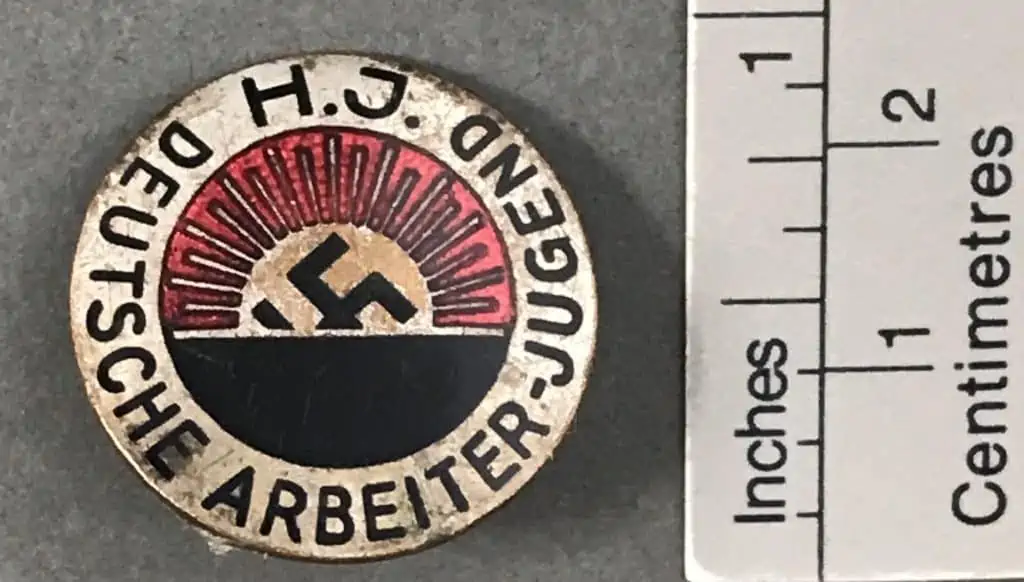 H.J.
DEUTSCHE ARBEITER-JUGEND
1
Inches
2
1
Centimetres